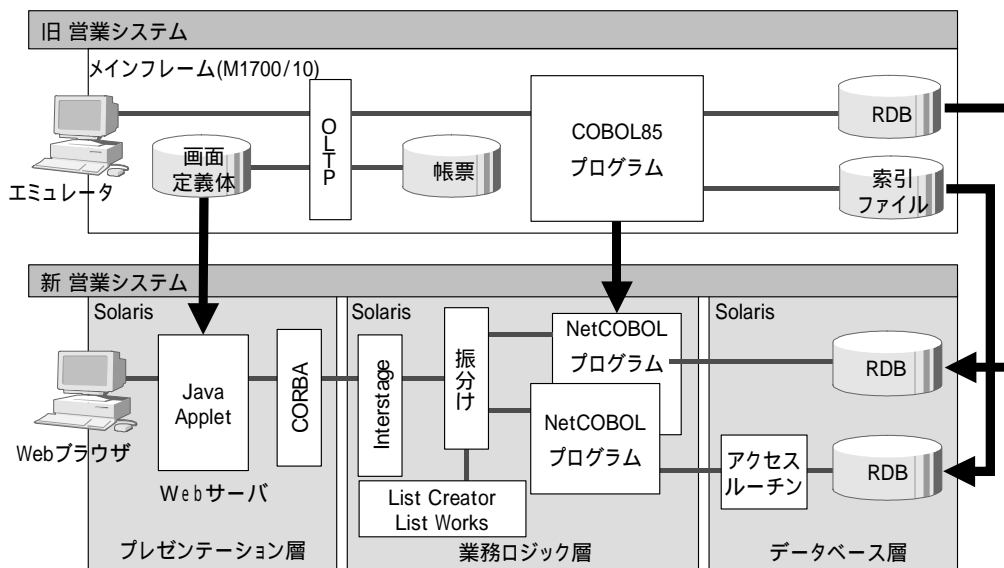 旧 営業システム
メインフレーム(M1700/10)
エミュレータ
画面
定義体
OLTP
帳票
COBOL85
プログラム
RDB
索引
ファイル
新 営業システム
Solaris
Webブラウザ
Java
Applet
Webサーバ
CORBA
プレゼンテーション層
Solaris
Interstage
振分け
List Creator
List Works
NetCOBOL
プログラム
NetCOBOL
プログラム
業務ロジック層
Solaris
RDB
アクセス
ルーチン
RDB
データベース層